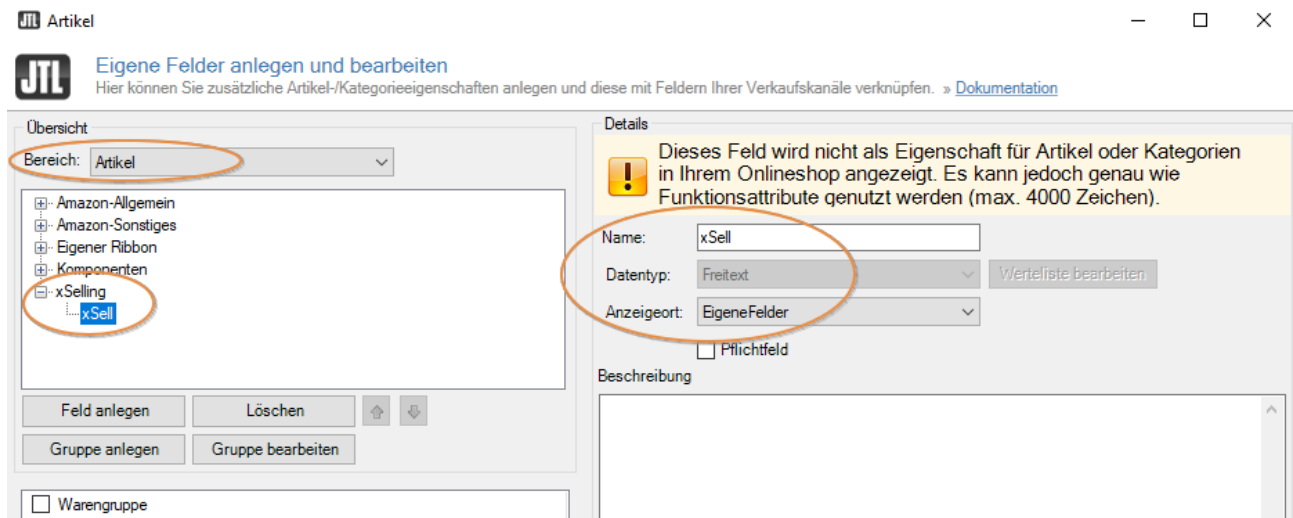 JTL Artikel
JTL
Eigene Felder anlegen und bearbeiten
Hier können Sie zusätzliche Artikel-/Kategorieeigenschaften anlegen und diese mit Feldern Ihrer Verkaufskanäle verknüpfen. » Dokumentation
Übersicht
Bereich: Artikel
Amazon-Allgemein
Amazon-Sonstiges
Eigener Ribbon
Komponenten
xSelling
xSell
Feld anlegen Löschen
Gruppe anlegen Gruppe bearbeiten
Warengruppe
Details
Dieses Feld wird nicht als Eigenschaft für Artikel oder Kategorien
in Ihrem Onlineshop angezeigt. Es kann jedoch genau wie
Funktionsattribute genutzt werden (max. 4000 Zeichen).
Name: xSell
Datentyp: Freitext Werteliste bearbeiten
Anzeigeort: EigeneFelder
Pflichtfeld
Beschreibung